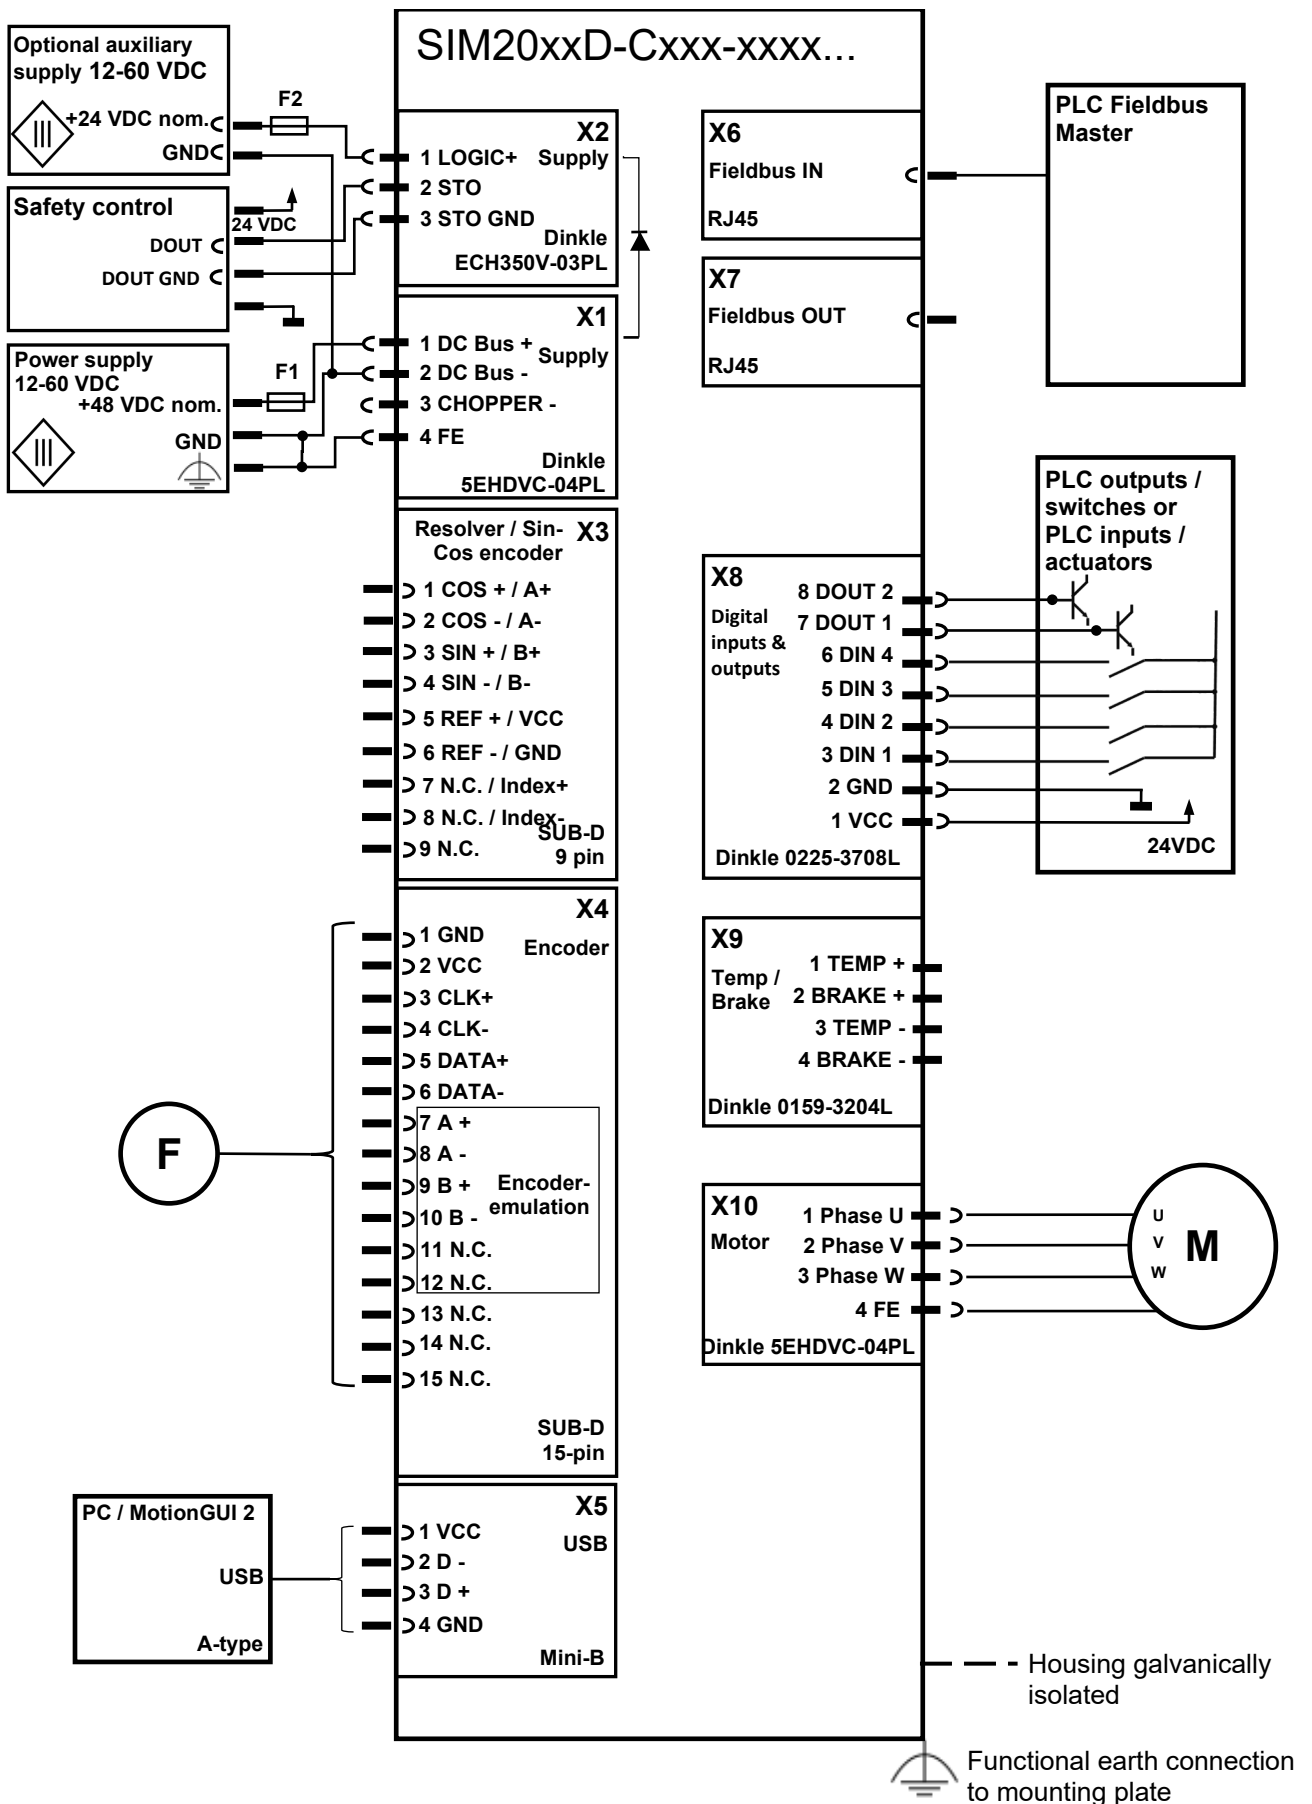 SIM20xxD-Cxxx-xxxx...
Optional auxiliary
supply 12-60 VDC
+24 VDC nom.
GND
F2
Safety control
24 VDC
DOUT
DOUT GND
Power supply
12-60 VDC
+48 VDC nom.
GND
F1
X2
1 LOGIC+ Supply
2 STO
3 STO GND
Dinkle
ECH350V-03PL
X1
1 DC Bus + Supply
2 DC Bus -
3 CHOPPER -
4 FE
Dinkle
5EHDVC-04PL
Resolver / Sin- X3
Cos encoder
1 COS + / A+
2 COS - / A-
3 SIN + / B+
4 SIN - / B-
5 REF + / VCC
6 REF - / GND
7 N.C. / Index+
8 N.C. / Index-
9 N.C.
SUB-D
9 pin
X4
Encoder
1 GND
2 VCC
3 CLK+
4 CLK-
5 DATA+
6 DATA-
7 A +
8 A -
9 B +
10 B -
11 N.C.
12 N.C.
Encoder-
emulation
13 N.C.
14 N.C.
15 N.C.
SUB-D
15-pin
F
PC / MotionGUI 2
USB
A-type
X5
USB
1 VCC
2 D -
3 D +
4 GND
Mini-B
X6
Fieldbus IN
RJ45
X7
Fieldbus OUT
RJ45
PLC Fieldbus
Master
X8
Digital
inputs &
outputs
8 DOUT 2
7 DOUT 1
6 DIN 4
5 DIN 3
4 DIN 2
3 DIN 1
2 GND
1 VCC
Dinkle 0225-3708L
PLC outputs /
switches or
PLC inputs /
actuators
24VDC
X9
Temp /
Brake
1 TEMP +
2 BRAKE +
3 TEMP -
4 BRAKE -
Dinkle 0159-3204L
X10
Motor
1 Phase U
2 Phase V
3 Phase W
4 FE
Dinkle 5EHDVC-04PL
U
V
W
M
Housing galvanically
isolated
Functional earth connection
to mounting plate